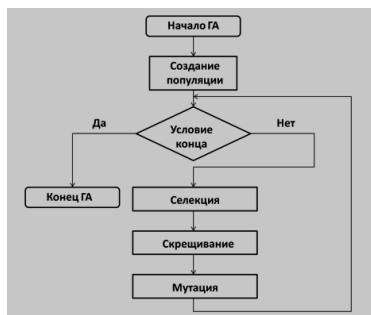 Начало ГА
Создание
популяции
Да
Условие
конца
Нет
Конец ГА
Селекция
Скрещивание
Мутация